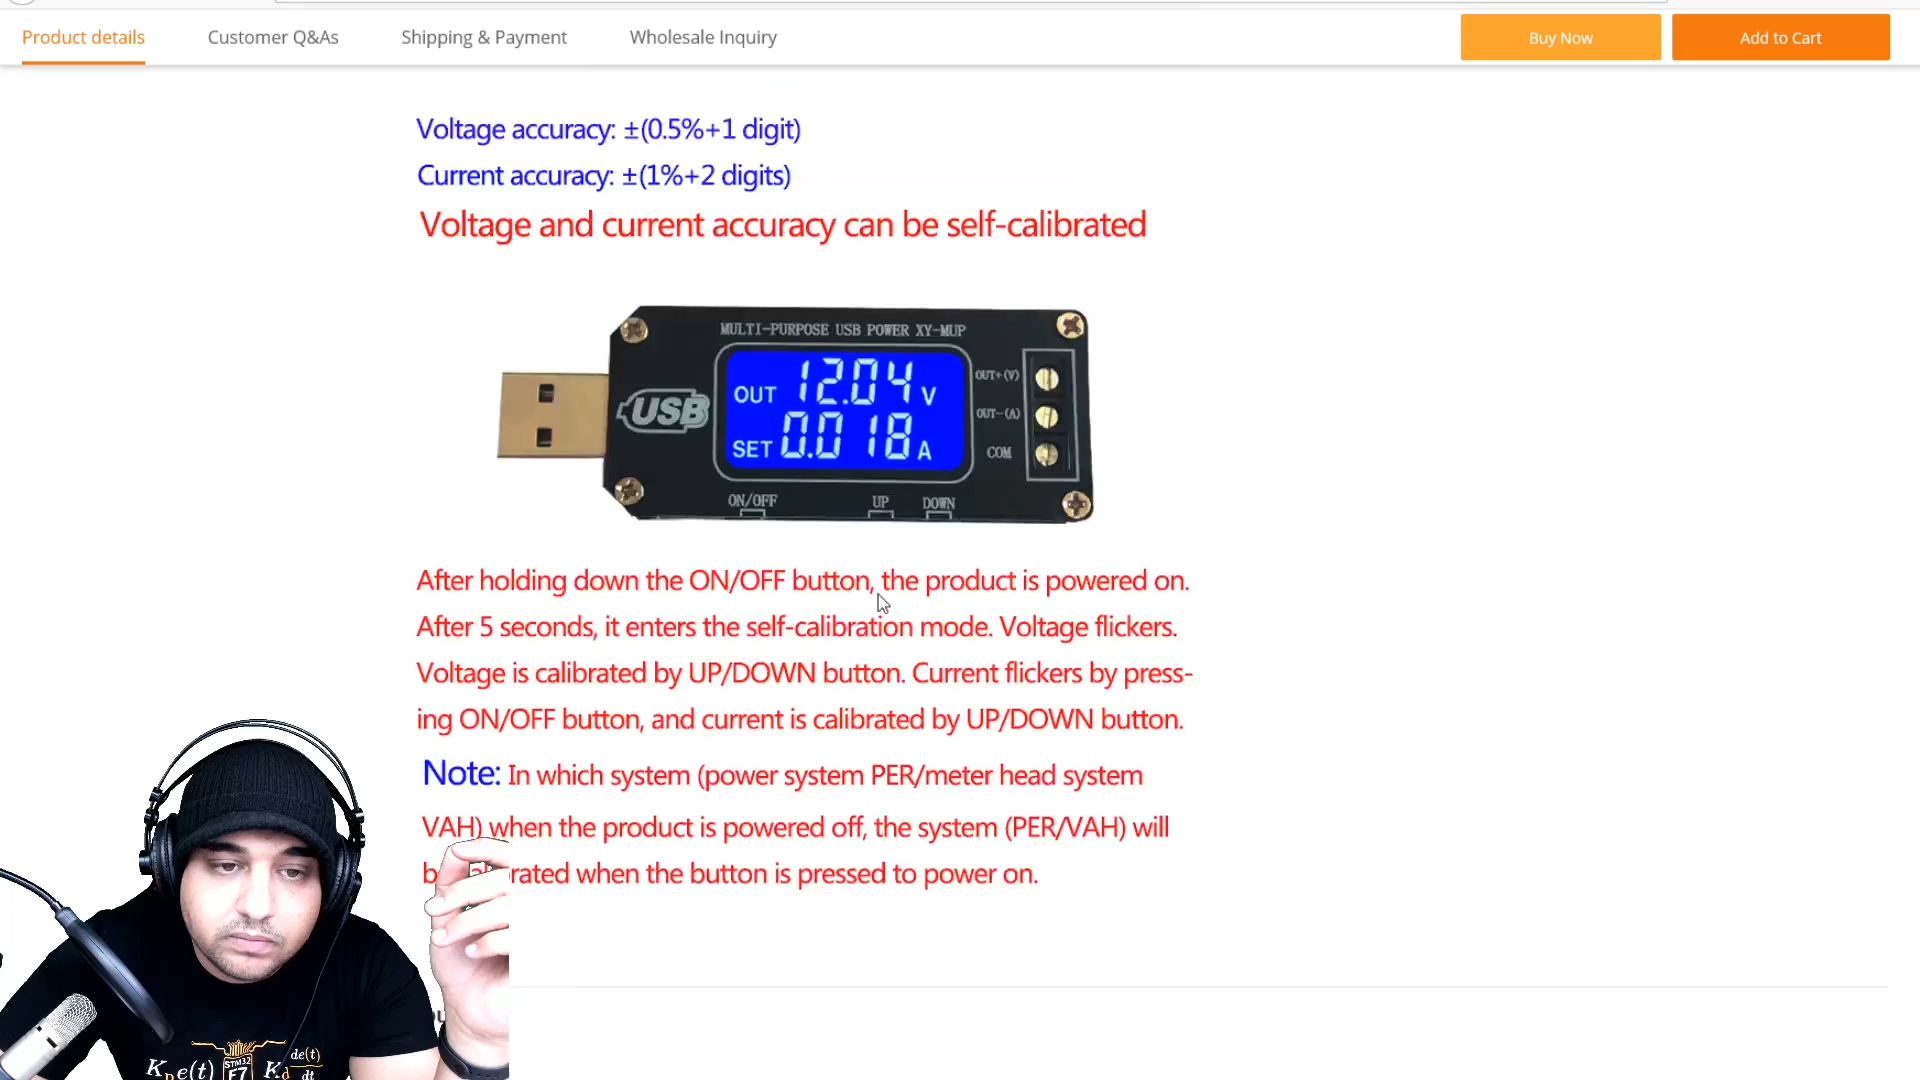 Product details Customer Q&As Shipping & Payment Wholesale Inquiry Buy Now Add to Cart
Voltage accuracy: ±(0.5%+1 digit)
Current accuracy: ±(1%+2 digits)
Voltage and current accuracy can be self-calibrated
MULTI-PURPOSE USB POWER XY-MUP
USB
OUT 12.04 V
SET 0.018 A
OUT+(V)
OUT-(A)
COM
ON/OFF UP DOWN
After holding down the ON/OFF button, the product is powered on.
After 5 seconds, it enters the self-calibration mode. Voltage flickers.
Voltage is calibrated by UP/DOWN button. Current flickers by press-
ing ON/OFF button, and current is calibrated by UP/DOWN button.
Note: In which system (power system PER/meter head system
VAH) when the product is powered off, the system (PER/VAH) will
when the button is pressed to power on.
K e(t) STM32 F7 K de(t)
dt